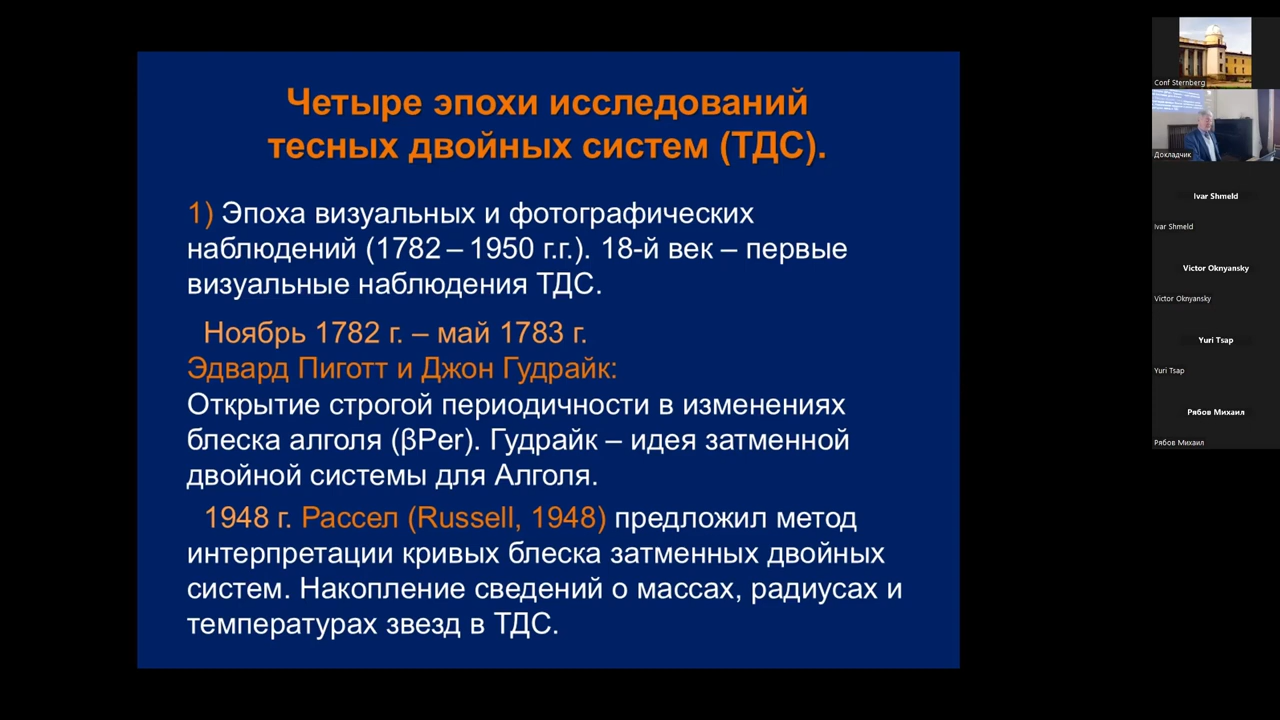 Четыре эпохи исследований
тесных двойных систем (ТДС).
1) Эпоха визуальных и фотографических
наблюдений (1782 – 1950 г.г.). 18-й век – первые
визуальные наблюдения ТДС.
Ноябрь 1782 г. – май 1783 г.
Эдвард Пиготт и Джон Гудрайк:
Открытие строгой периодичности в изменениях
блеска алголя (βPer). Гудрайк – идея затменной
двойной системы для Алголя.
1948 г. Рассел (Russell, 1948) предложил метод
интерпретации кривых блеска затменных двойных
систем. Накопление сведений о массах, радиусах и
температурах звезд в ТДС.
Conf Sternberg
Докладчик
Ivar Shmeld
Ivar Shmeld
Victor Oknyansky
Victor Oknyansky
Yuri Tsap
Yuri Tsap
Рябов Михаил
Рябов Михаил